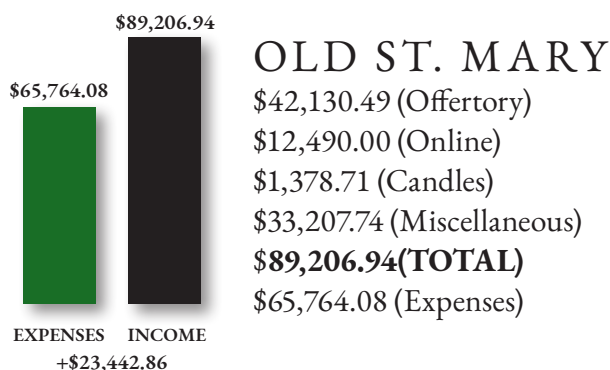 $89,206.94
$65,764.08
EXPENSES INCOME
+$23,442.86
OLD ST. MARY
$42,130.49 (Offertory)
$12,490.00 (Online)
$1,378.71 (Candles)
$33,207.74 (Miscellaneous)
$89,206.94(TOTAL)
$65,764.08 (Expenses)